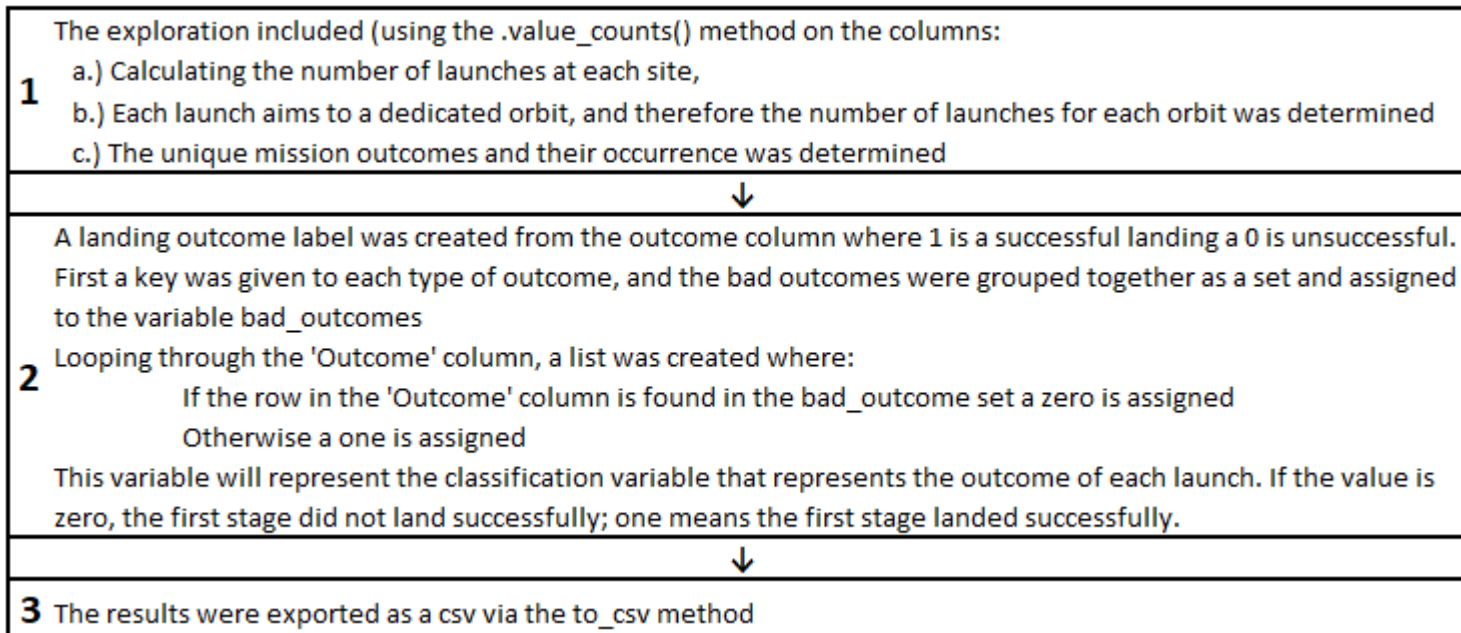 The exploration included (using the .value_counts() method on the columns:
a.) Calculating the number of launches at each site,
1
b.) Each launch aims to a dedicated orbit, and therefore the number of launches for each orbit was determined
c.) The unique mission outcomes and their occurrence was determined
↓
A landing outcome label was created from the outcome column where 1 is a successful landing a 0 is unsuccessful.
First a key was given to each type of outcome, and the bad outcomes were grouped together as a set and assigned
to the variable bad_outcomes
Looping through the 'Outcome' column, a list was created where:
2
If the row in the 'Outcome' column is found in the bad_outcome set a zero is assigned
Otherwise a one is assigned
This variable will represent the classification variable that represents the outcome of each launch. If the value is
zero, the first stage did not land successfully; one means the first stage landed successfully.
↓
3 The results were exported as a csv via the to_csv method